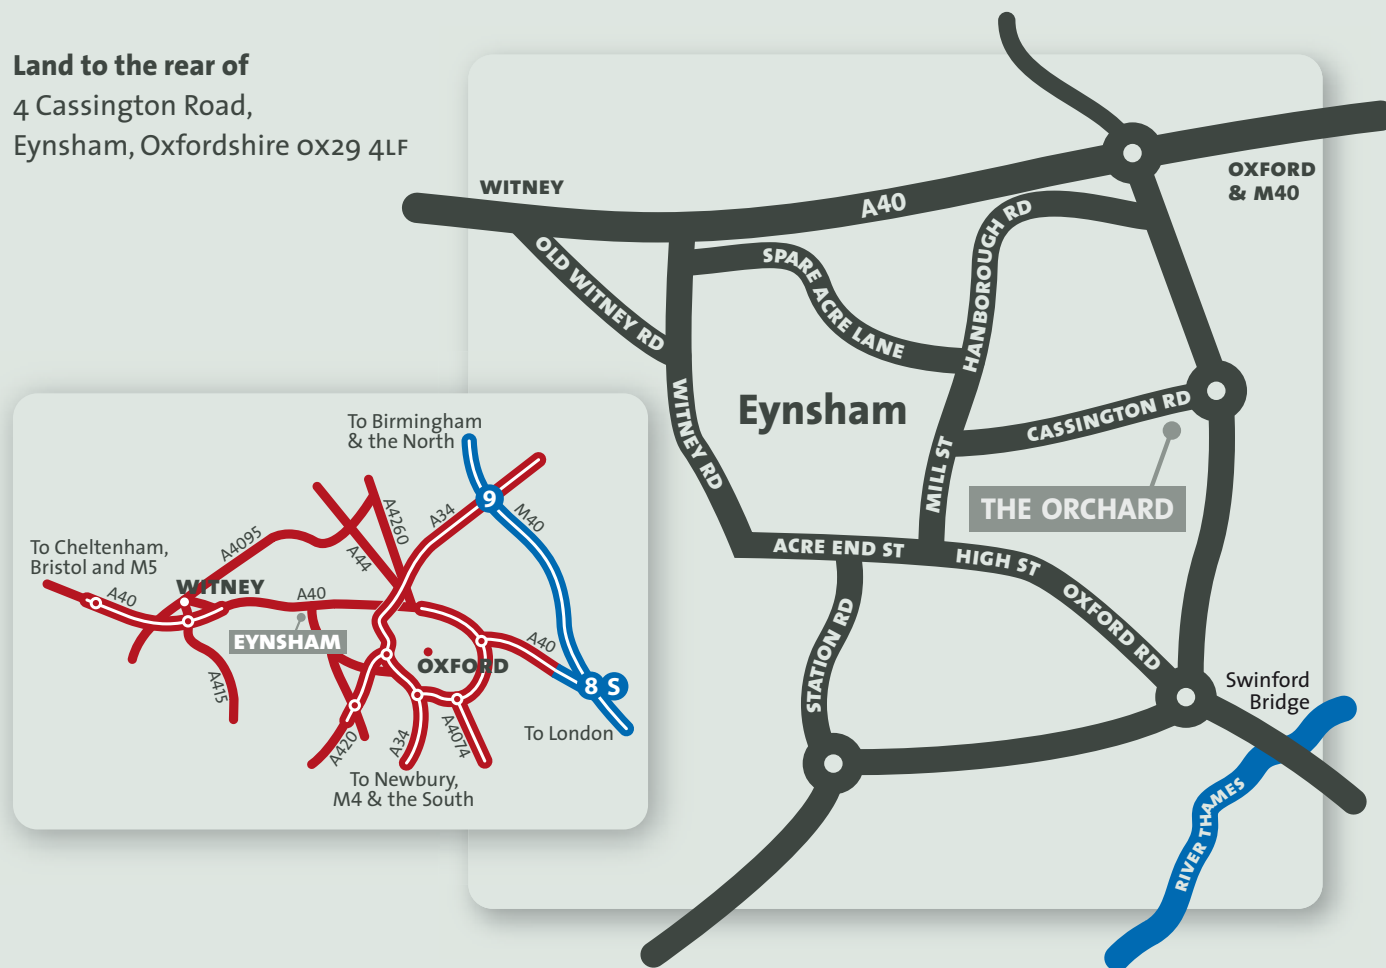 Land to the rear of
4 Cassington Road,
Eynsham, Oxfordshire OX29 4LF
WITNEY
A40
OXFORD
& M40
OLD WITNEY RD
SPARE ACRE LANE
HANBOROUGH RD
WITNEY RD
Eynsham
CASSINGTON RD
MILL ST
THE ORCHARD
ACRE END ST
HIGH ST
OXFORD RD
STATION RD
Swinford
Bridge
RIVER THAMES
To Birmingham
& the North
9
A34
M40
A4260
A44
A4095
To Cheltenham,
Bristol and M5
WITNEY
A40
A40
EYNSHAM
OXFORD
A40
8
S
A415
A420
A34
A4074
To London
To Newbury,
M4 & the South